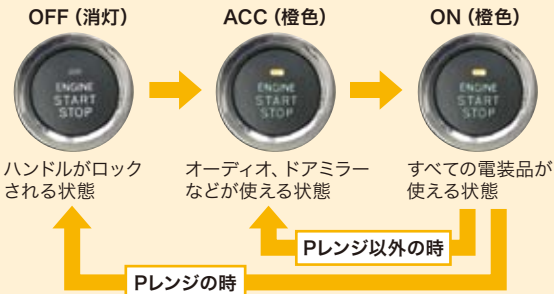 OFF（消灯）
ACC（橙色）
ON（橙色）
ENGINE
START
STOP
ENGINE
START
STOP
ENGINE
START
STOP
ハンドルがロック
される状態
オーディオ、ドアミラー
などが使える状態
すべての電装品が
使える状態
Pレンジ以外の時
Pレンジの時